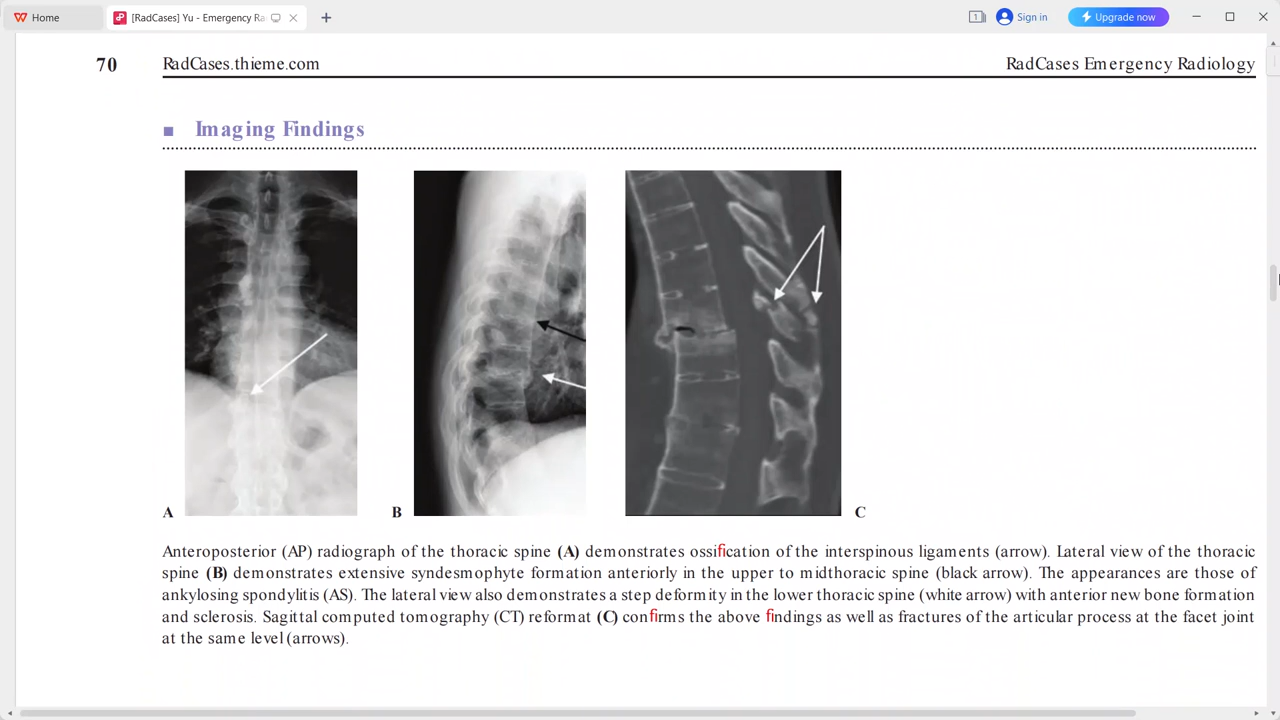 Home
[RadCases] Yu - Emergency Ra
1
Sign in
Upgrade now
70
RadCases.thieme.com
RadCases Emergency Radiology
Imaging Findings
A
B
C
Anteroposterior (AP) radiograph of the thoracic spine (A) demonstrates ossification of the interspinous ligaments (arrow). Lateral view of the thoracic
spine (B) demonstrates extensive syndesmophyte formation anteriorly in the upper to midthoracic spine (black arrow). The appearances are those of
ankylosing spondylitis (AS). The lateral view also demonstrates a step deformity in the lower thoracic spine (white arrow) with anterior new bone formation
and sclerosis. Sagittal computed tomography (CT) reformat (C) confirms the above findings as well as fractures of the articular process at the facet joint
at the same level (arrows).